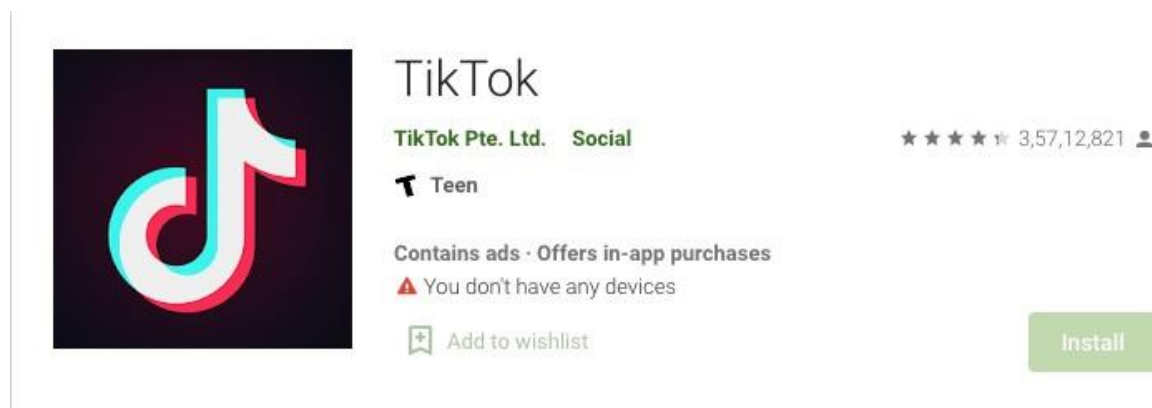 TikTok
TikTok Pte. Ltd. Social 3,57,12,821
Teen
Contains ads · Offers in-app purchases
You don't have any devices
Add to wishlist
Install